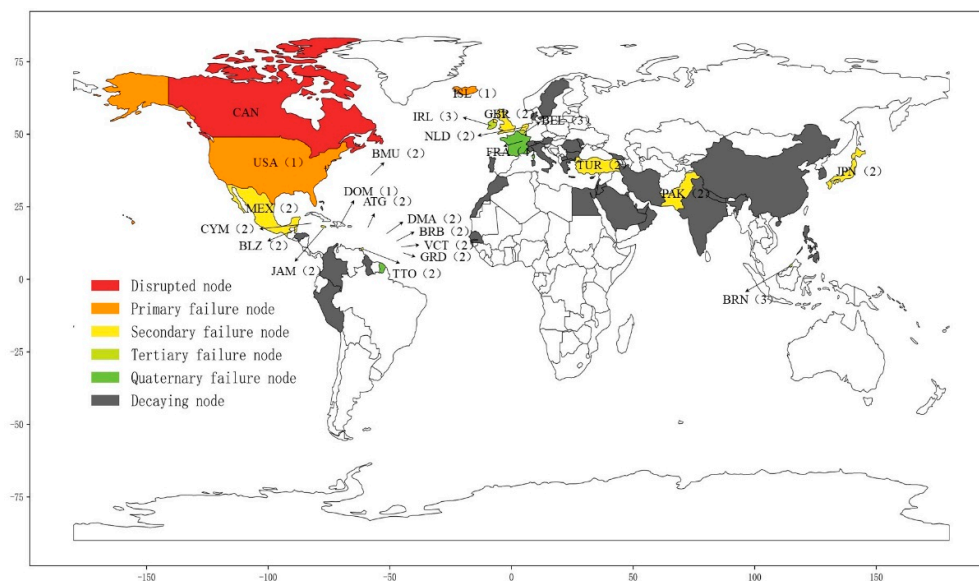 75
ISL (1)
CAN
IRL (3)
GBR (2)
BEL (3)
50
NLD (2)
FRA (4)
BMU (2)
USA (1)
TUR (2)
JPN (2)
DOM (1)
ATG (2)
PAK (2)
25
MEX (2)
DMA (2)
CYM (2)
BRB (2)
BLZ (2)
VCT (2)
GRD (2)
JAM (2)
TTO (2)
0
BRN (3)
Disrupted node
Primary failure node
Secondary failure node
Tertiary failure node
Quaternary failure node
Decaying node
-25
-50
-75
-150
-100
-50
0
50
100
150